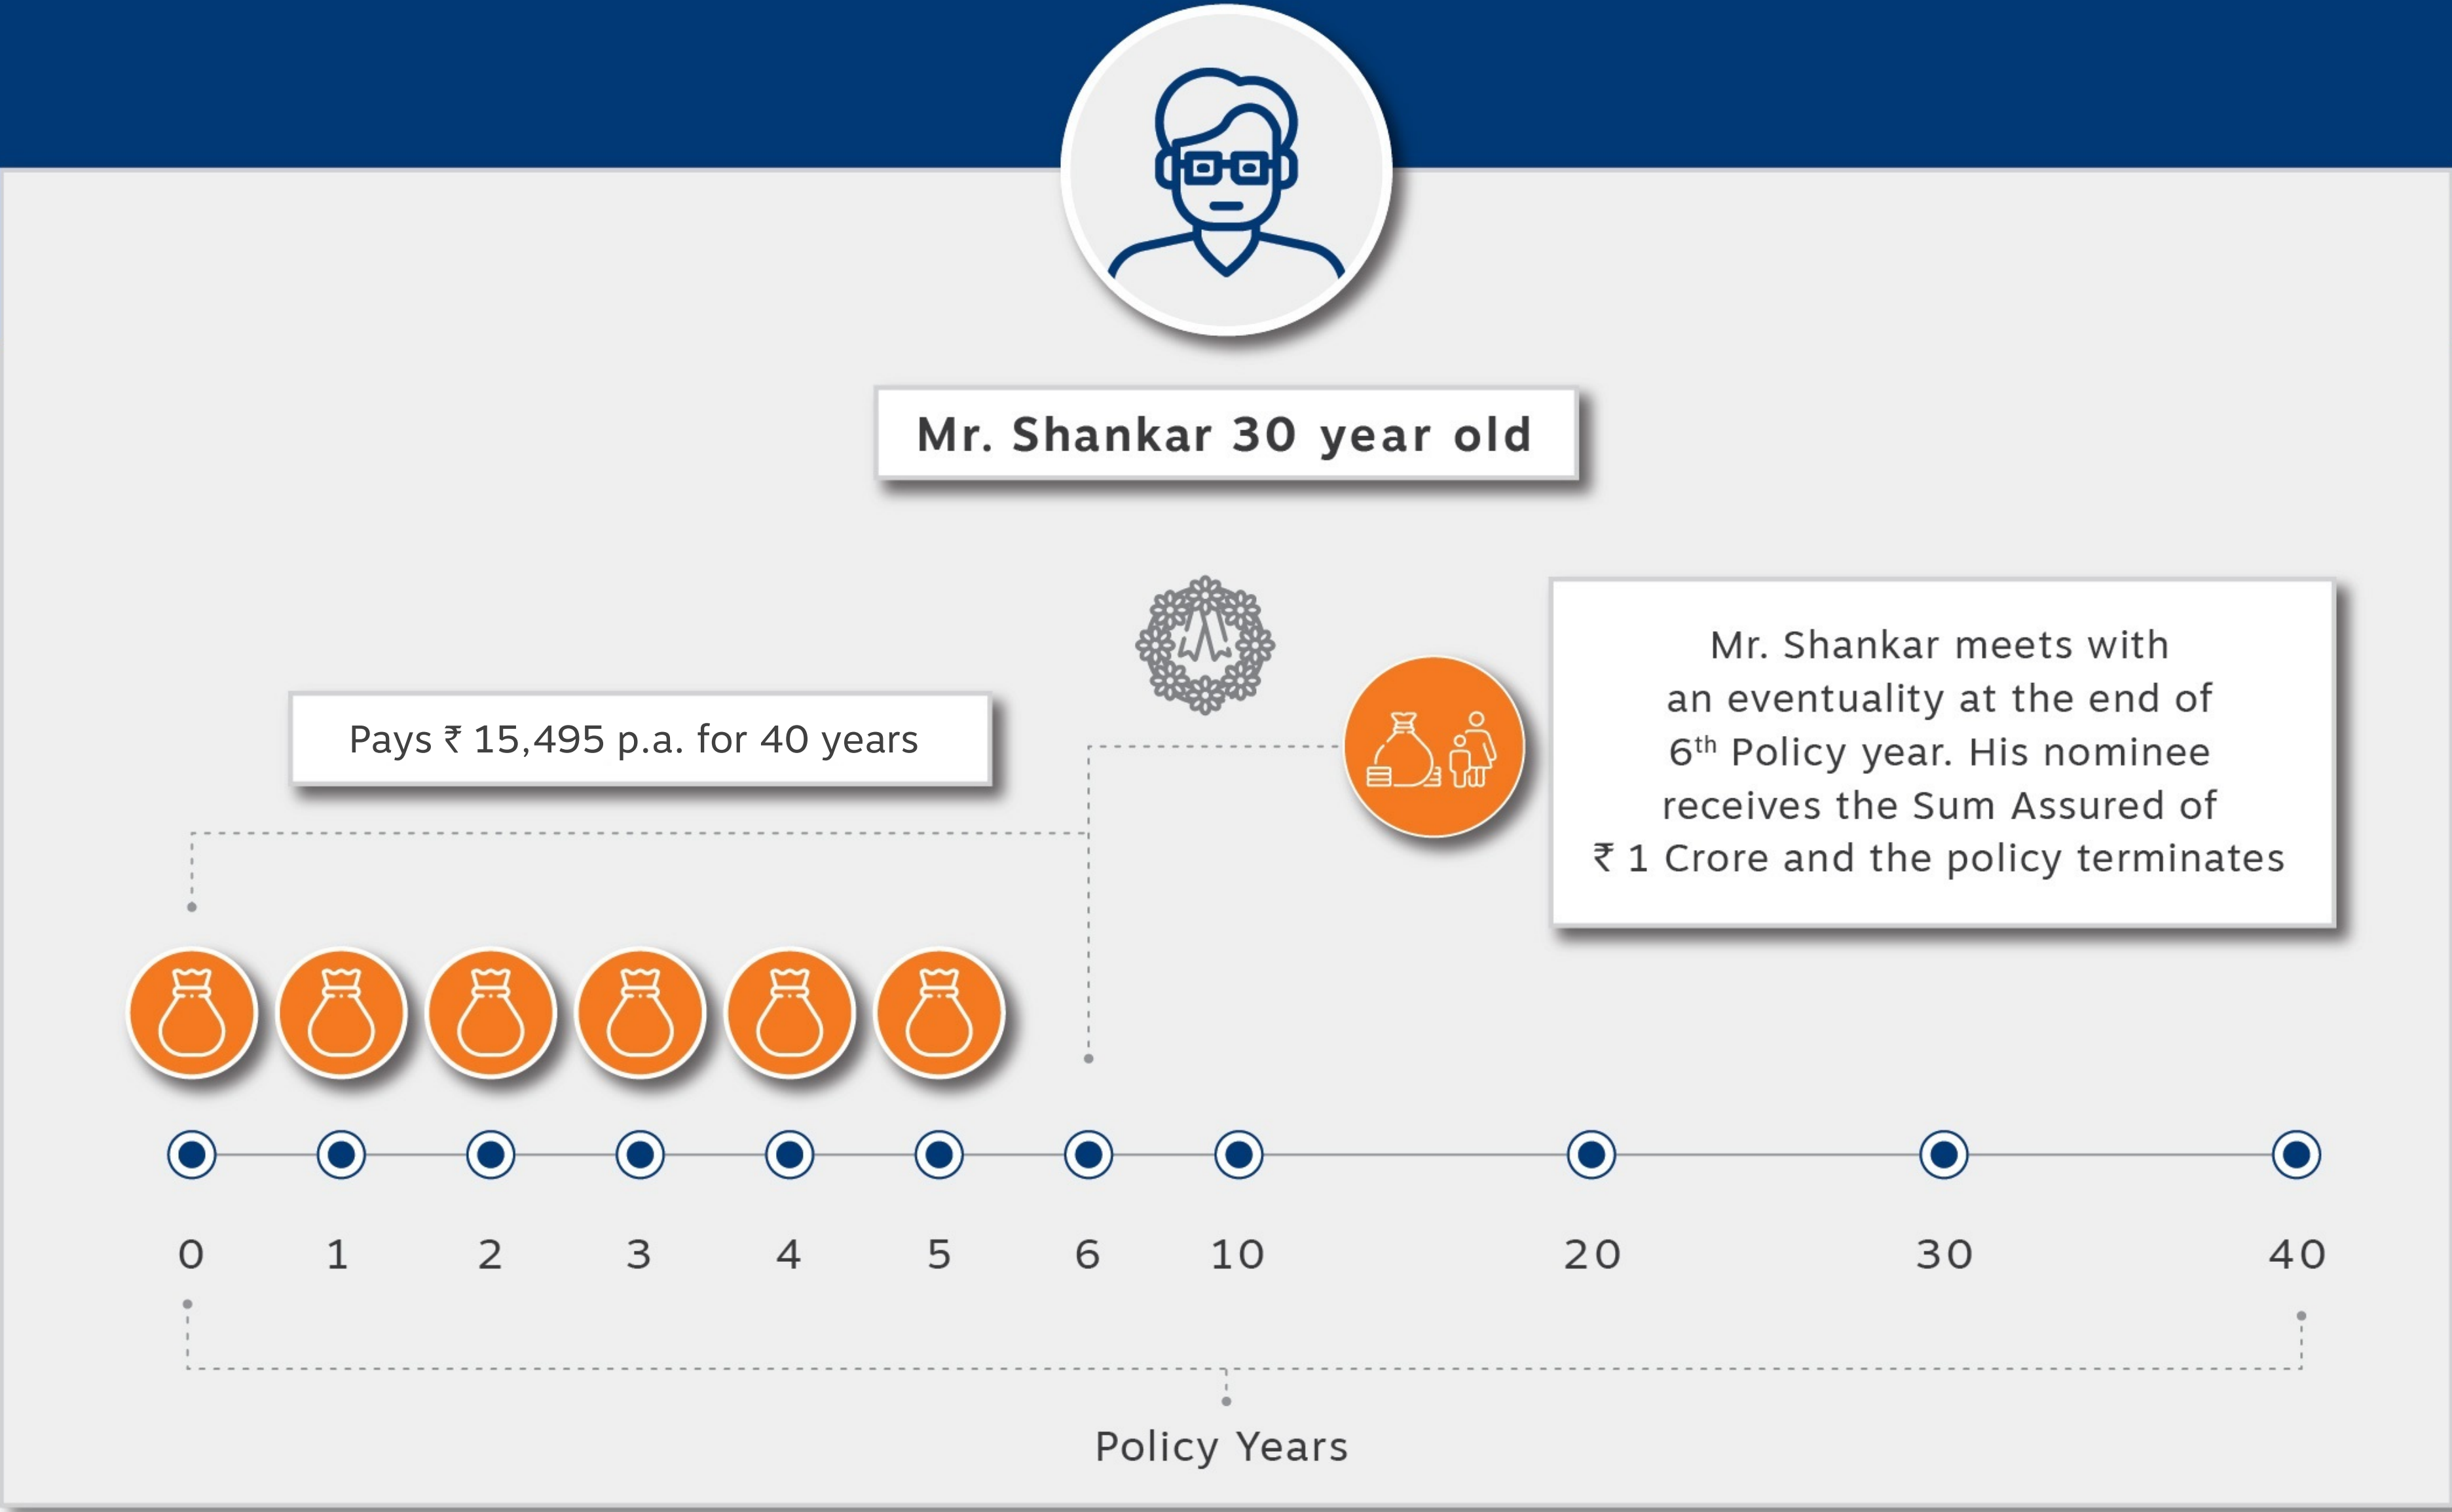 Mr. Shankar 30 year old
Pays ₹ 15,495 p.a. for 40 years
Mr. Shankar meets with
an eventuality at the end of
6th Policy year. His nominee
receives the Sum Assured of
₹ 1 Crore and the policy terminates
0 1 2 3 4 5 6 10 20 30 40
Policy Years